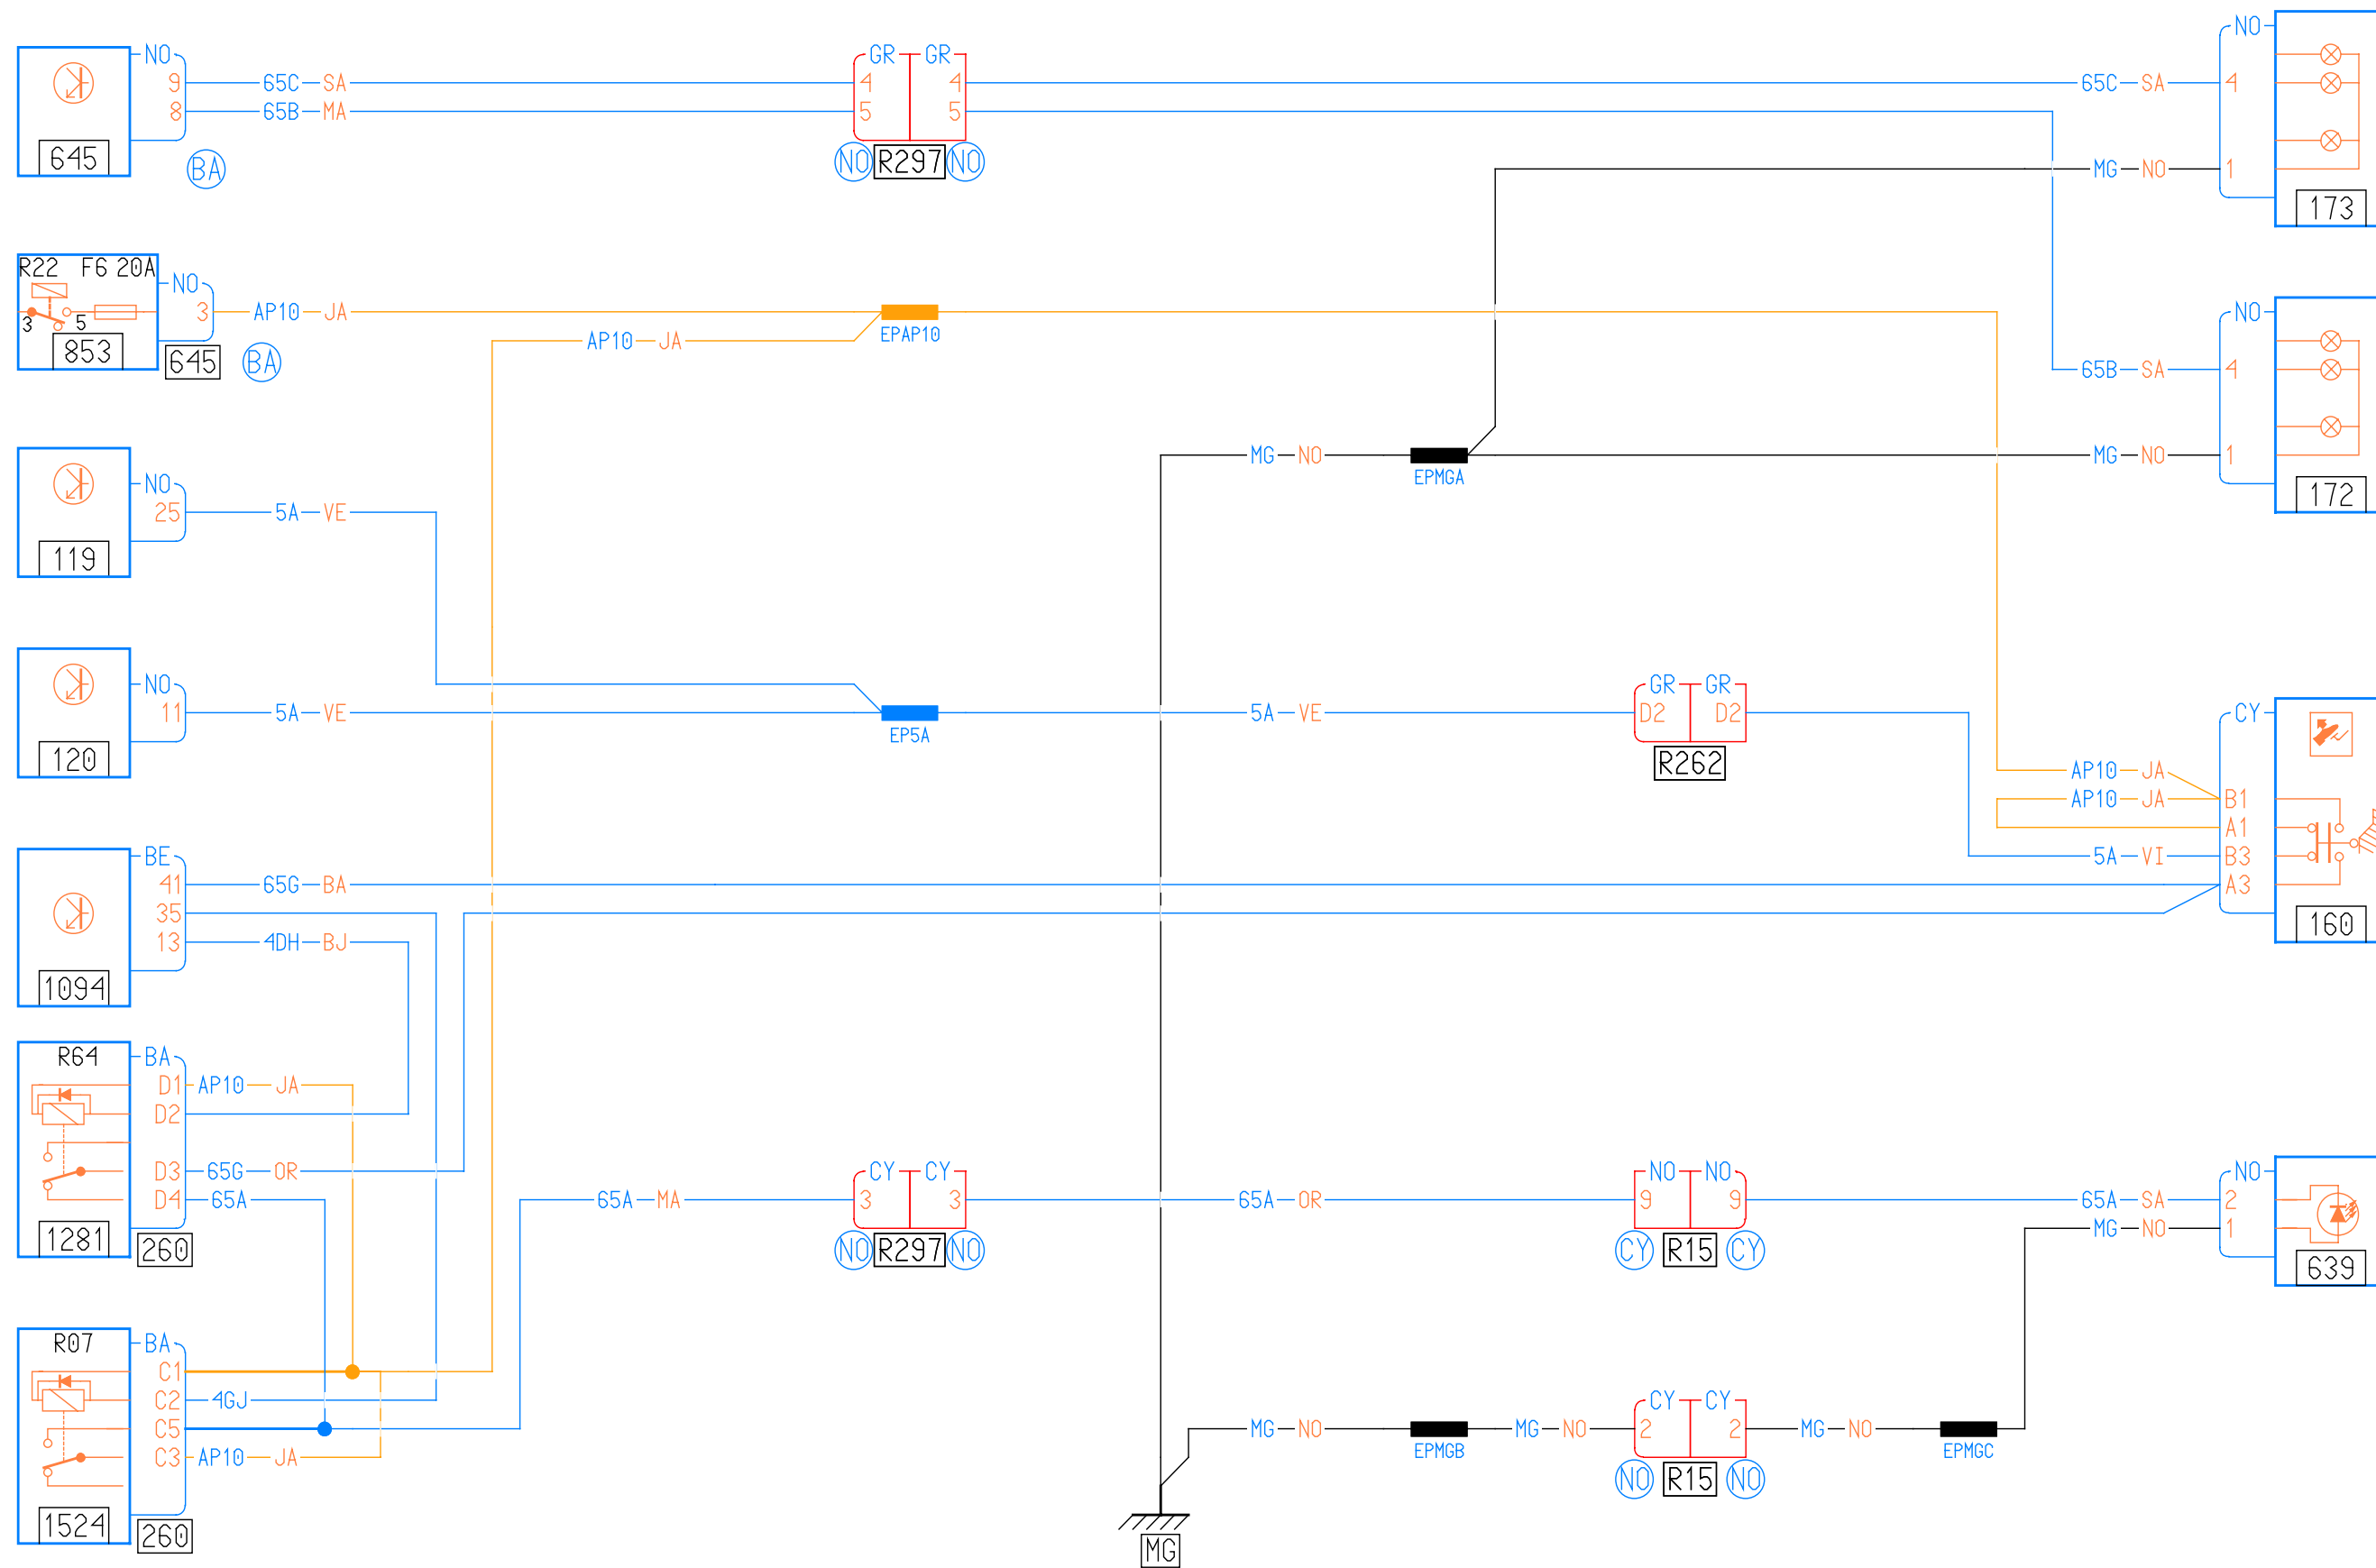 NO GR GR NO
9 65C SA 4 4 65C SA 4
8 65B MA 5 5
645 BA NO R297 NO MG NO 1
173
R22 F6 20A NO
3 5 3 AP10 JA EPAP10 NO
853 645 BA AP10 JA
65B SA 4
MG NO EPMGA MG NO 1
172
NO
25 5A VE
119
NO GR GR CY
11 5A VE EP5A 5A VE D2 D2
120 R262
AP10 JA
AP10 JA B1
A1
BE 5A VI B3
41 65G BA A3
35
13 4DH BJ 160
1094
R64 BA
D1 AP10 JA
D2
CY CY NO NO NO
D3 65G OR
D4 65A 65A MA 3 3 65A OR 9 9 65A SA 2
MG NO 1
1281 260 NO R297 NO CY R15 CY 639
R07 BA
C1
C2 4GJ CY CY
C5 MG NO EPMGB MG NO 2 2 MG NO EPMGC
C3 AP10 JA
NO R15 NO
1524 260
MG